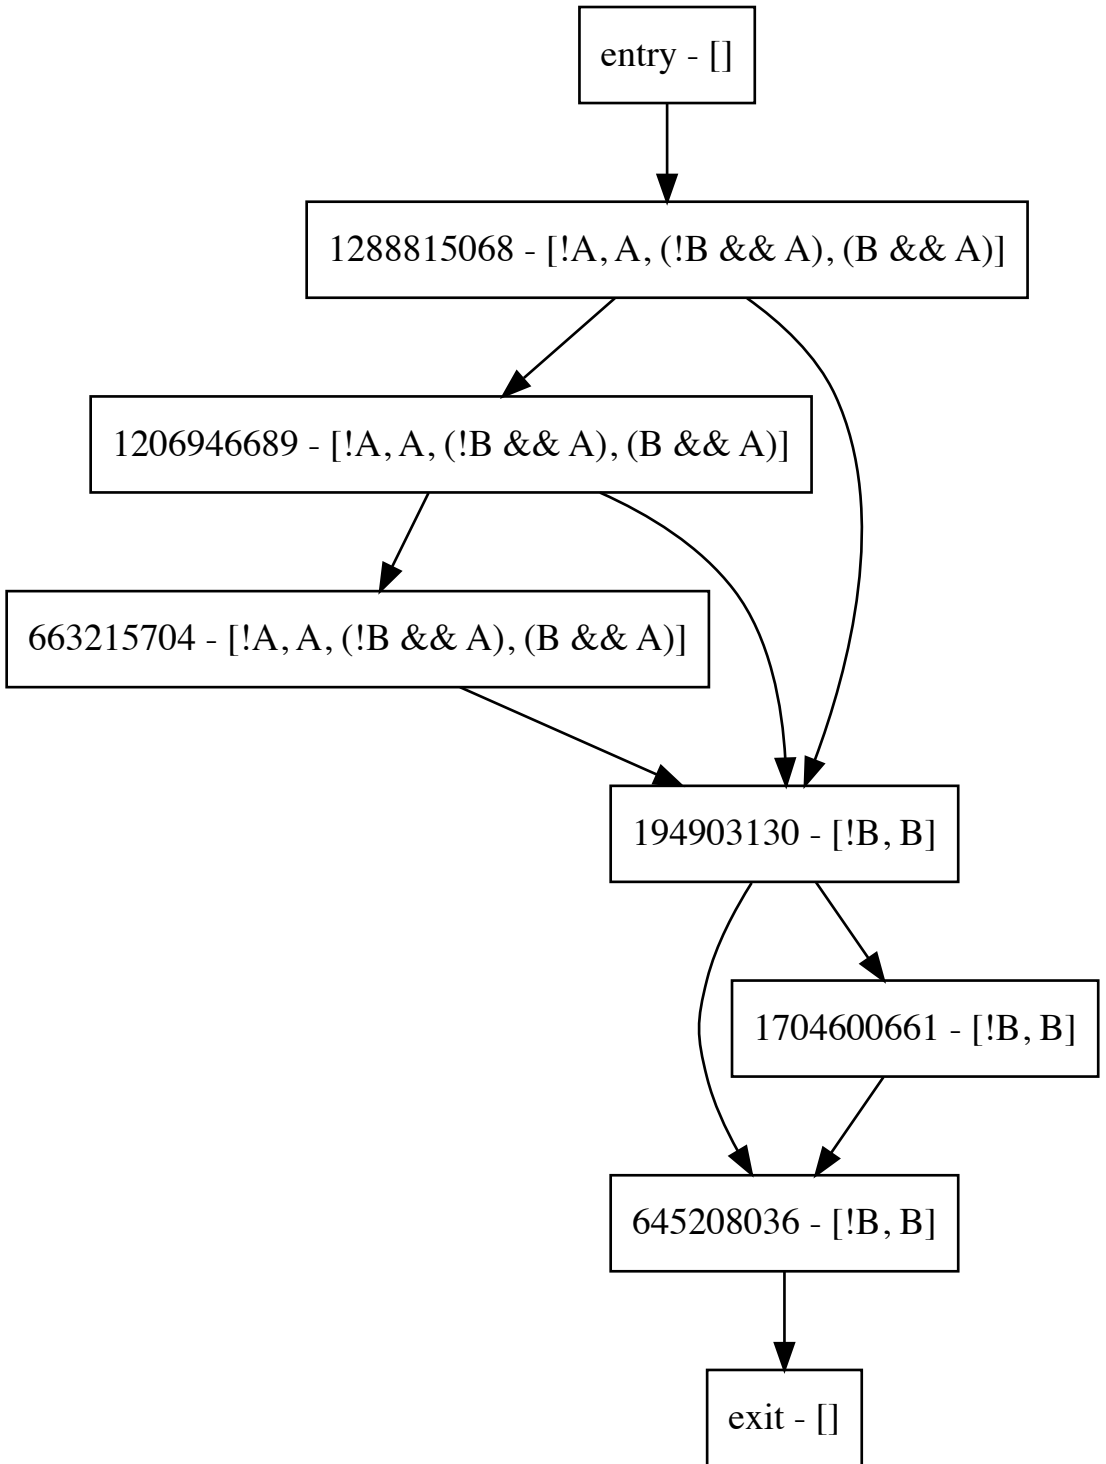 entry - []
1288815068 - [!A, A, (!B && A), (B && A)]
1206946689 - [!A, A, (!B && A), (B && A)]
663215704 - [!A, A, (!B && A), (B && A)]
194903130 - [!B, B]
1704600661 - [!B, B]
645208036 - [!B, B]
exit - []